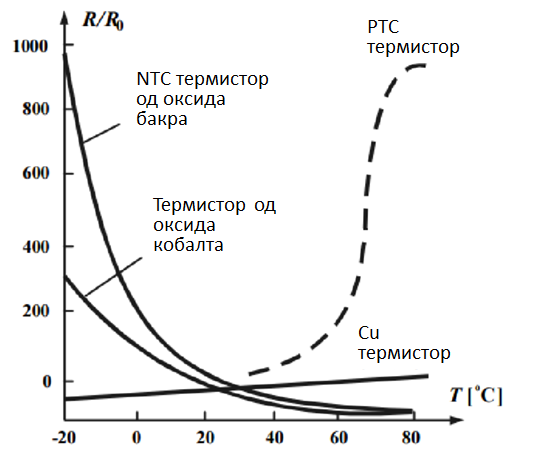 R/R₀
PTC
термистор
1000
NTC термистор
од оксида
бакра
800
600
Термистор од
оксида
кобалта
400
200
Cu
термистор
0
T [°C]
-20 0 20 40 60 80